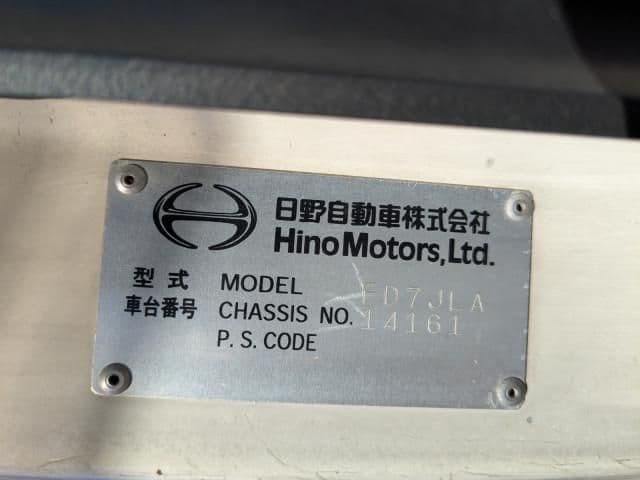 日野自動車株式会社
Hino Motors, Ltd.
型式 MODEL FD7JLA
車台番号 CHASSIS NO. 14161
P. S. CODE